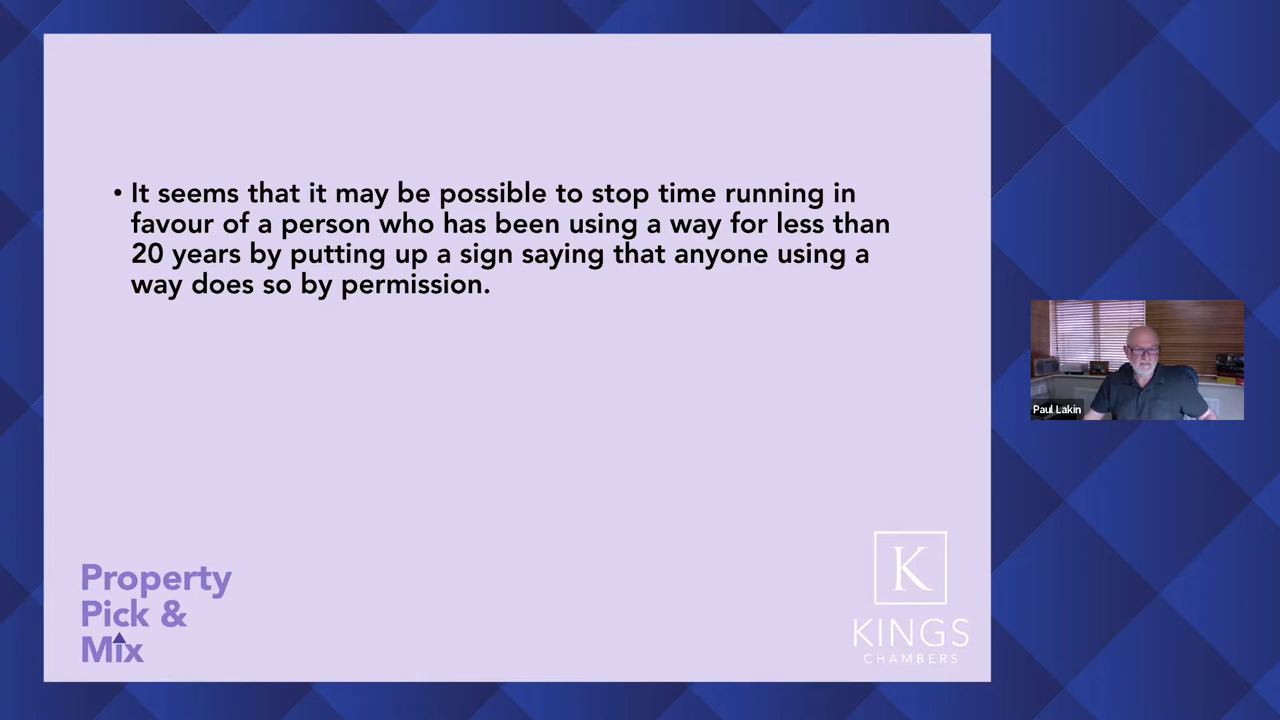 • It seems that it may be possible to stop time running in
favour of a person who has been using a way for less than
20 years by putting up a sign saying that anyone using a
way does so by permission.
Paul Lakin
Property
Pick &
Mix
K
KINGS
CHAMBERS